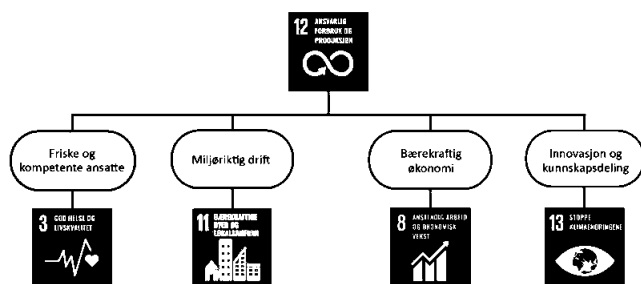 12 ANSVARLIG
FORBRUK OG
PRODUKSJON
Friske og
kompetente ansatte
Miljøriktig drift
Bærekraftig
økonomi
Innovasjon og
kunnskapsdeling
3 GOD HELSE OG
LIVSKVALITET
11 BÆREKRAFTIGE
BYER OG
LOKALSAMFUNN
8 ANSTENDIG ARBEID
OG ØKONOMISK
VEKST
13 STOPPE
KLIMAENDRINGENE